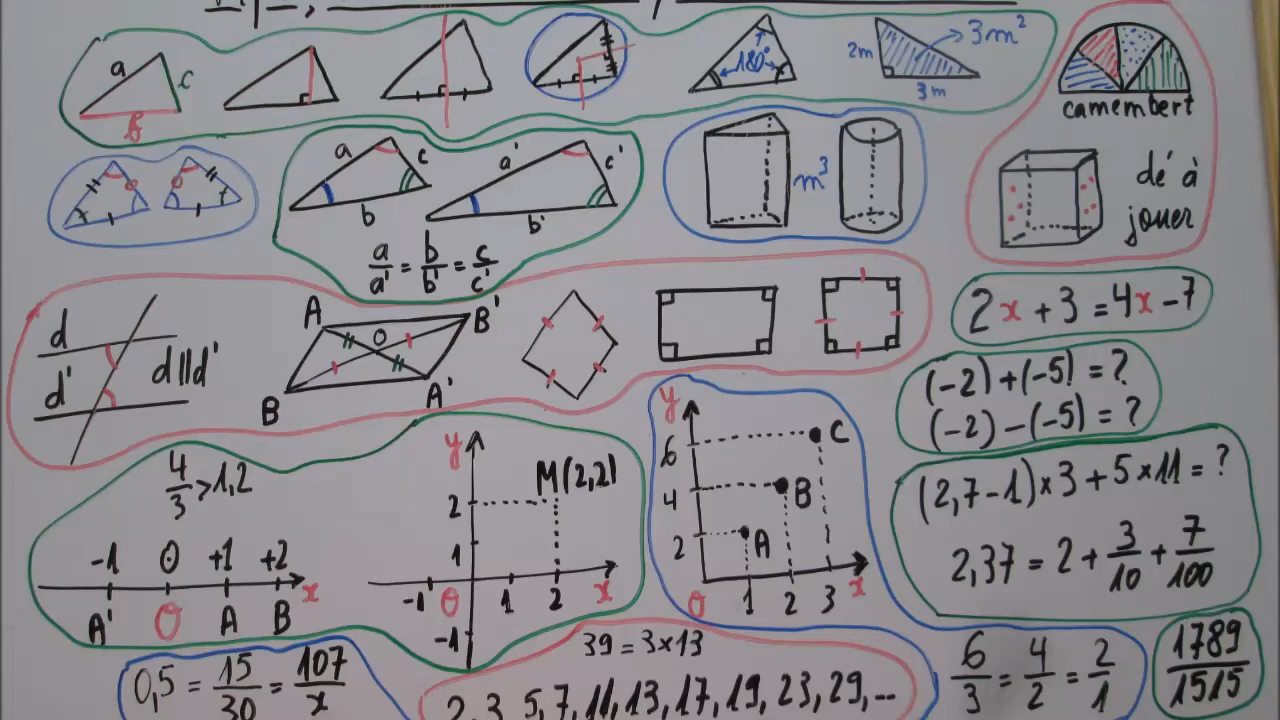 a c b
180°
2m 3m² 3m
camembert
dé à
jouer
a c b
a' c' b'
m³
a/a' = b/b' = c/c'
2x + 3 = 4x - 7
d
d'
d || d'
A B' O B A'
(-2) + (-5) = ?
(-2) - (-5) = ?
4/3 > 1,2
-1 0 +1 +2 x
A' O A B
y M(2,2)
2
1
-1 O 1 2 x
-1
y
6 C
4 B
2 A
O 1 2 3 x
(2,7-1) × 3 + 5 × 11 = ?
2,37 = 2 + 3/10 + 7/100
0,5 = 15/30 = 107/x
39 = 3 × 13
2, 3, 5, 7, 11, 13, 17, 19, 23, 29, ...
6/3 = 4/2 = 2/1
1789/1515